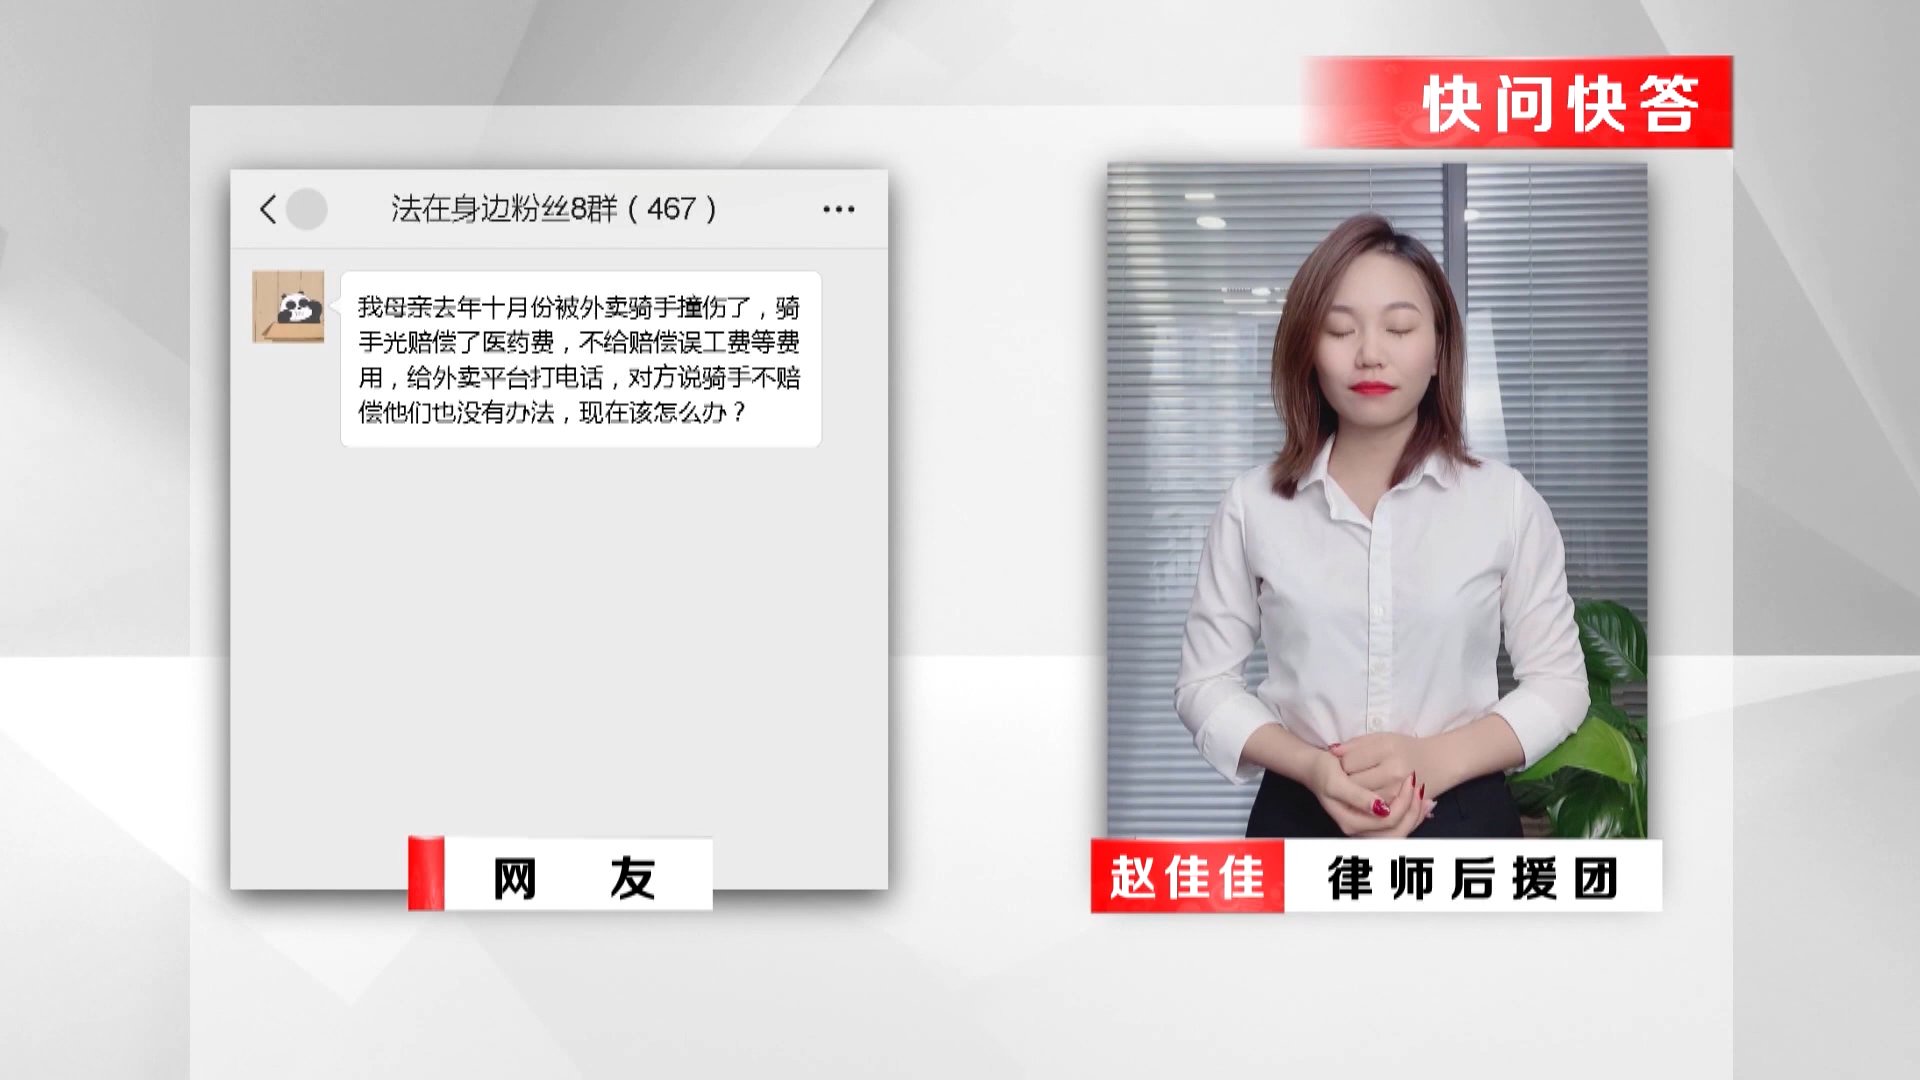 快问快答
法在身边粉丝8群（467）
我母亲去年十月份被外卖骑手撞伤了，骑
手光赔偿了医药费，不给赔偿误工费等费
用，给外卖平台打电话，对方说骑手不赔
偿他们也没有办法，现在该怎么办？
网 友
赵佳佳 律师后援团